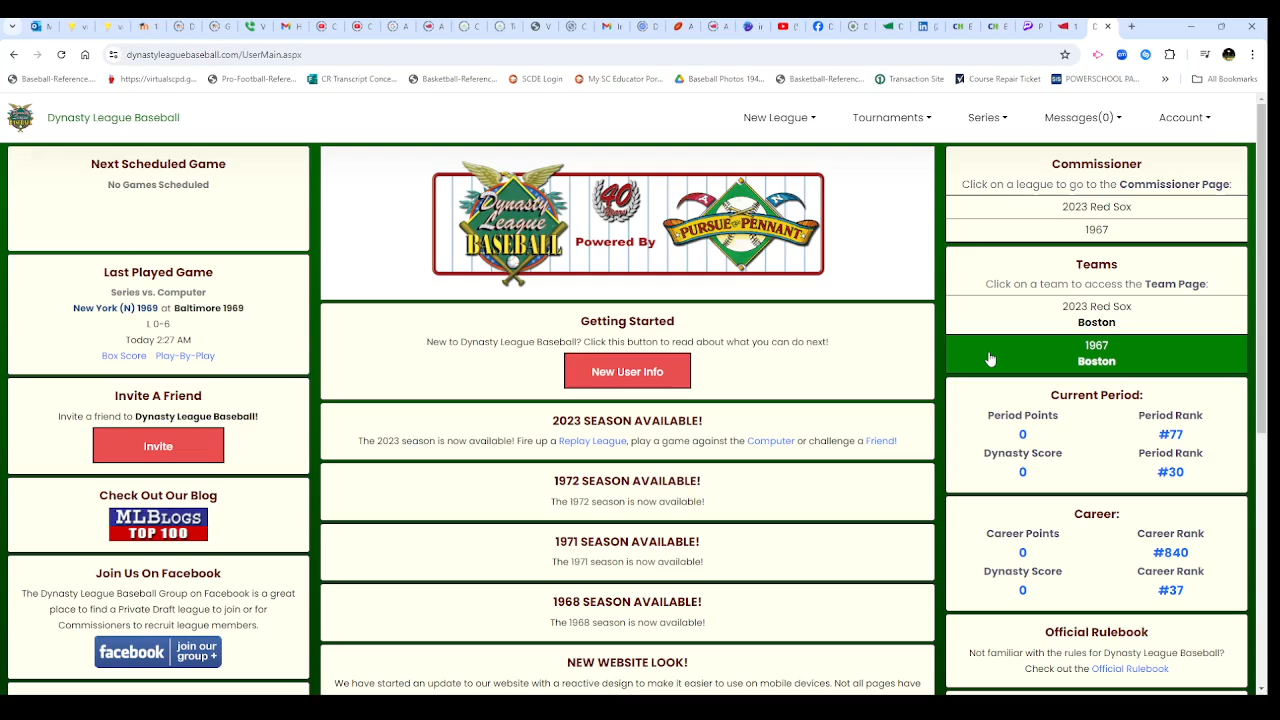 dynastyleaguebaseball.com/UserMain.aspx
Baseball-Reference... https://virtualscpd.g... Pro-Football-Refere... CR Transcript Conce... Basketball-Referenc... SCDE Login My SC Educator Por... Baseball Photos 194... Basketball-Referenc... Transaction Site Course Repair Ticket POWERSCHOOL PA... All Bookmarks
Dynasty League Baseball
New League Tournaments Series Messages(0) Account
Next Scheduled Game
No Games Scheduled
Last Played Game
Series vs. Computer
New York (N) 1969 at Baltimore 1969
L 0-6
Today 2:27 AM
Box Score Play-By-Play
Invite A Friend
Invite a friend to Dynasty League Baseball!
Invite
Check Out Our Blog
MLBLOGS
TOP 100
Join Us On Facebook
The Dynasty League Baseball Group on Facebook is a great
place to find a Private Draft league to join or for
Commissioners to recruit league members.
facebook join our
group+
Dynasty
League
BASEBALL
40
Years
Powered By
A N
PURSUE the PENNANT
Getting Started
New to Dynasty League Baseball? Click this button to read about what you can do next!
New User Info
2023 SEASON AVAILABLE!
The 2023 season is now available! Fire up a Replay League, play a game against the Computer or challenge a Friend!
1972 SEASON AVAILABLE!
The 1972 season is now available!
1971 SEASON AVAILABLE!
The 1971 season is now available!
1968 SEASON AVAILABLE!
The 1968 season is now available!
NEW WEBSITE LOOK!
We have started an update to our website with a reactive design to make it easier to use on mobile devices. Not all pages have
Commissioner
Click on a league to go to the Commissioner Page:
2023 Red Sox
1967
Teams
Click on a team to access the Team Page:
2023 Red Sox
Boston
1967
Boston
Current Period:
Period Points Period Rank
0 #77
Dynasty Score Period Rank
0 #30
Career:
Career Points Career Rank
0 #840
Dynasty Score Career Rank
0 #37
Official Rulebook
Not familiar with the rules for Dynasty League Baseball?
Check out the Official Rulebook